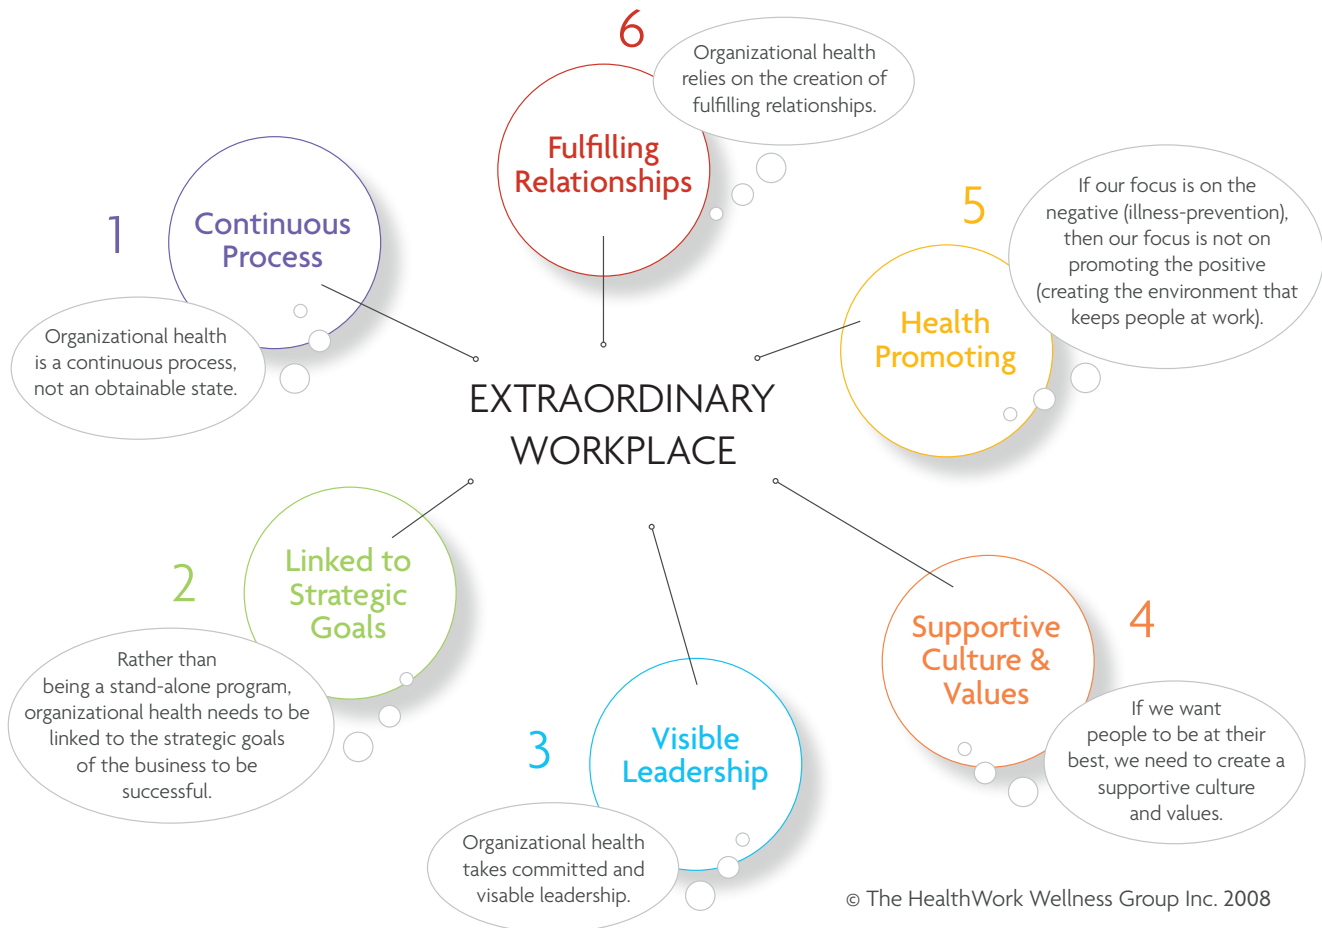 EXTRAORDINARY
WORKPLACE
1
Continuous
Process
Organizational health
is a continuous process,
not an obtainable state.
2
Linked to
Strategic
Goals
Rather than
being a stand-alone program,
organizational health needs to be
linked to the strategic goals
of the business to be
successful.
3
Visible
Leadership
Organizational health
takes committed and
visable leadership.
4
Supportive
Culture &
Values
If we want
people to be at their
best, we need to create a
supportive culture
and values.
5
Health
Promoting
If our focus is on the
negative (illness-prevention),
then our focus is not on
promoting the positive
(creating the environment that
keeps people at work).
6
Fulfilling
Relationships
Organizational health
relies on the creation of
fulfilling relationships.
© The HealthWork Wellness Group Inc. 2008